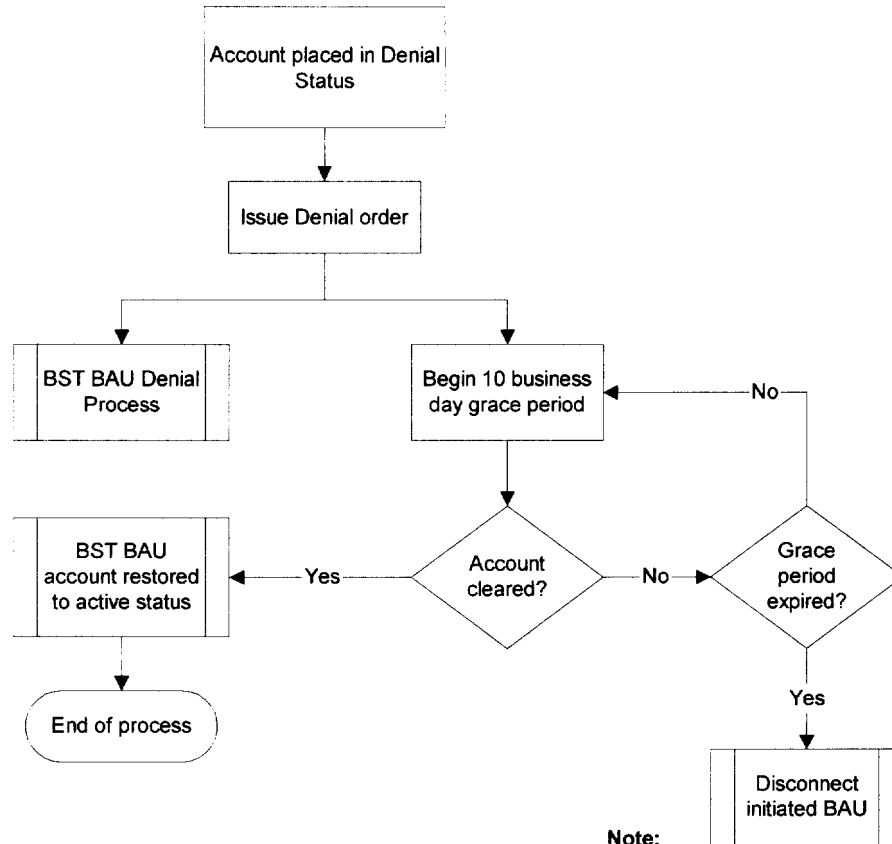 Account placed in Denial
Status
Issue Denial order
BST BAU Denial
Process
Begin 10 business
day grace period
No
BST BAU
account restored
to active status
Yes
Account
cleared?
No
Grace
period
expired?
End of process
Yes
Disconnect
initiated BAU
Note: